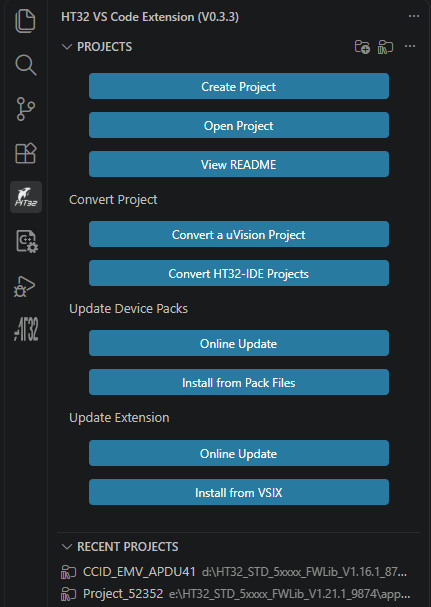 HT32 VS Code Extension (V0.3.3)
PROJECTS
Create Project
Open Project
View README
Convert Project
Convert a uVision Project
Convert HT32-IDE Projects
Update Device Packs
Online Update
Install from Pack Files
Update Extension
Online Update
Install from VSIX
RECENT PROJECTS
CCID_EMV_APDU41 d:\HT32_STD_5xxxx_FWLib_V1.16.1_87...
Project_52352 e:\HT32_STD_5xxxx_FWLib_V1.21.1_9874\app...
HT32